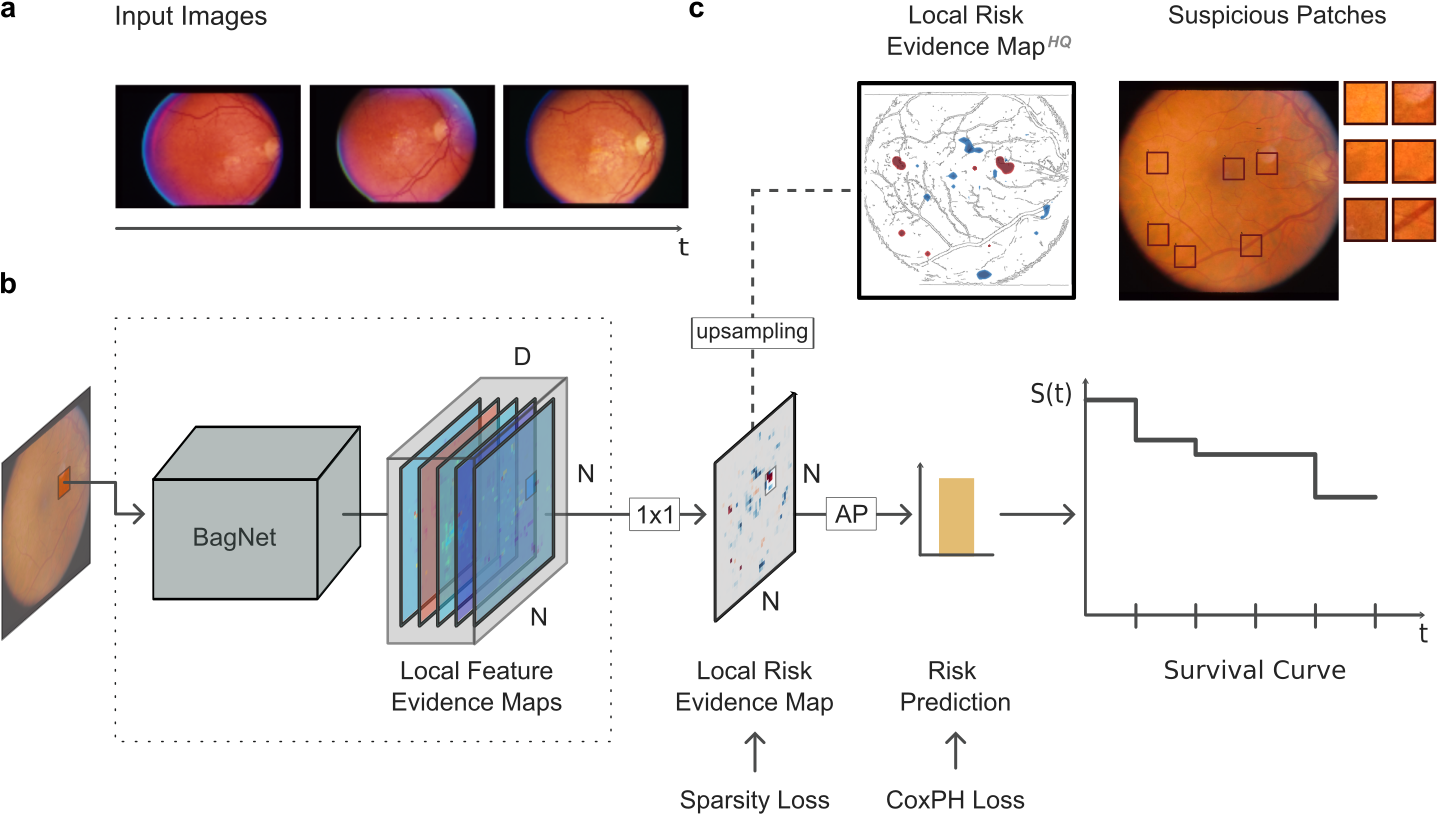 a
Input Images
t
c
Local Risk
Evidence Map HQ
Suspicious Patches
b
upsampling
D
N
N
BagNet
Local Feature
Evidence Maps
1x1
N
N
Local Risk
Evidence Map
Sparsity Loss
AP
Risk
Prediction
CoxPH Loss
S(t)
t
Survival Curve